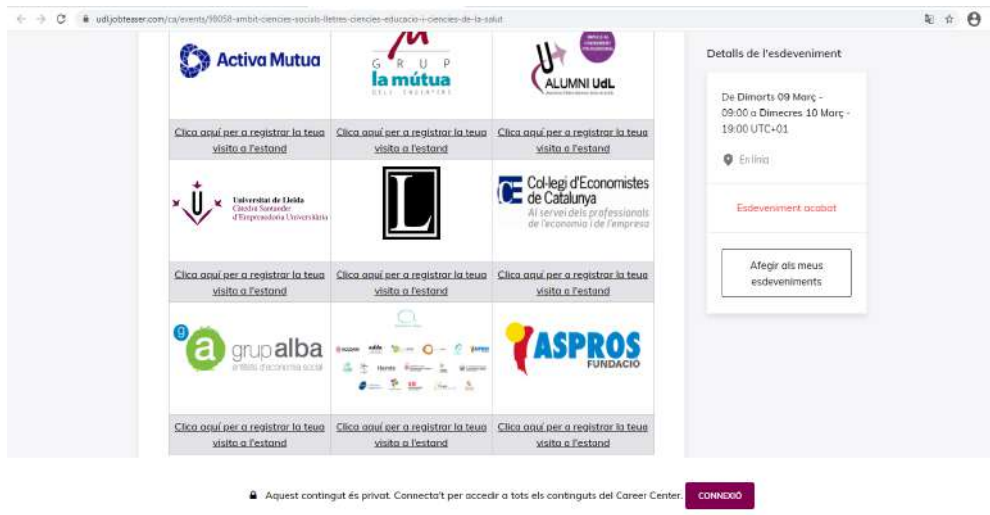 udl.jobteaser.com/ca/events/98058-ambit-ciencies-socials-lletres-ciencies-educacio-i-ciencies-de-la-salut
Activa Mutua
GRUP
la mútua
ALUMNI UdL
Clica aquí per a registrar la teua visita a l'estand
Clica aquí per a registrar la teua visita a l'estand
Clica aquí per a registrar la teua visita a l'estand
Universitat de Lleida
Càtedra Santander
d'Emprenedoria Universitària
L
CE
Col·legi d'Economistes
de Catalunya
Al servei dels professionals
de l'economia i de l'empresa
Clica aquí per a registrar la teua visita a l'estand
Clica aquí per a registrar la teua visita a l'estand
Clica aquí per a registrar la teua visita a l'estand
g
a
grup alba
entitats d'economia social
ASPROS
FUNDACIÓ
Clica aquí per a registrar la teua visita a l'estand
Clica aquí per a registrar la teua visita a l'estand
Clica aquí per a registrar la teua visita a l'estand
Detalls de l'esdeveniment
De Dimarts 09 Març -
09:00 a Dimecres 10 Març -
19:00 UTC+01
En línia
Esdeveniment acabat
Afegir als meus
esdeveniments
Aquest contingut és privat. Connecta't per accedir a tots els continguts del Career Center.
CONNEXIÓ